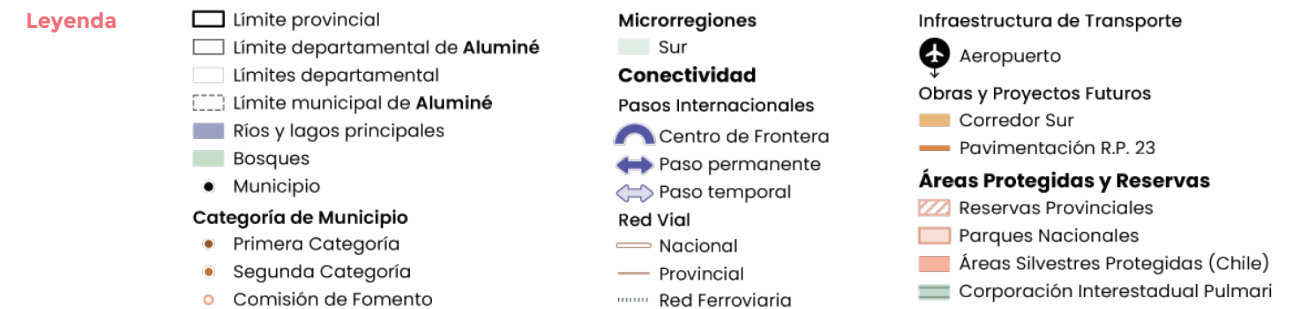 Leyenda
Límite provincial
Límite departamental de Aluminé
Límites departamental
Límite municipal de Aluminé
Ríos y lagos principales
Bosques
Municipio
Categoría de Municipio
Primera Categoría
Segunda Categoría
Comisión de Fomento
Microrregiones
Sur
Conectividad
Pasos Internacionales
Centro de Frontera
Paso permanente
Paso temporal
Red Vial
Nacional
Provincial
Red Ferroviaria
Infraestructura de Transporte
Aeropuerto
Obras y Proyectos Futuros
Corredor Sur
Pavimentación R.P. 23
Áreas Protegidas y Reservas
Reservas Provinciales
Parques Nacionales
Áreas Silvestres Protegidas (Chile)
Corporación Interestadual Pulmari